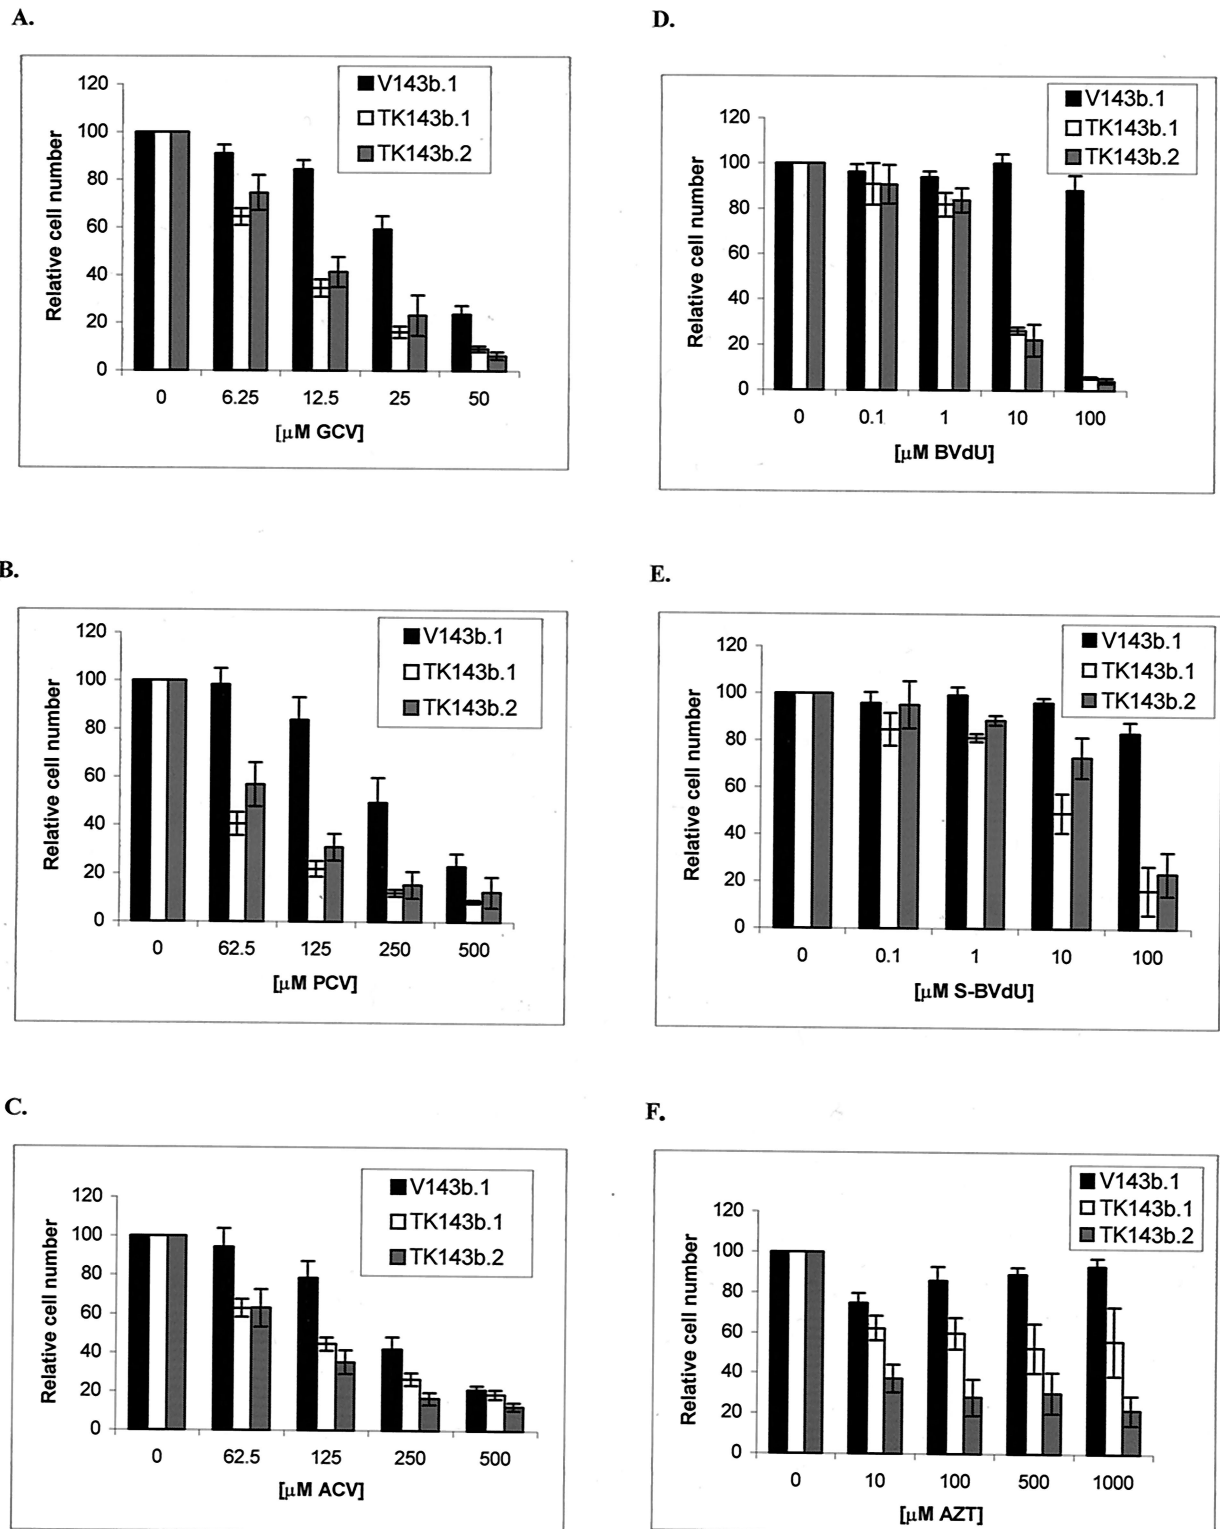 A.
120
100
80
60
40
20
0
Relative cell number
V143b.1
TK143b.1
TK143b.2
0 6.25 12.5 25 50
[μM GCV]
B.
120
100
80
60
40
20
0
Relative cell number
V143b.1
TK143b.1
TK143b.2
0 62.5 125 250 500
[μM PCV]
C.
120
100
80
60
40
20
0
Relative cell number
V143b.1
TK143b.1
TK143b.2
0 62.5 125 250 500
[μM ACV]
D.
120
100
80
60
40
20
0
Relative cell number
V143b.1
TK143b.1
TK143b.2
0 0.1 1 10 100
[μM BVdU]
E.
120
100
80
60
40
20
0
Relative cell number
V143b.1
TK143b.1
TK143b.2
0 0.1 1 10 100
[μM S-BVdU]
F.
120
100
80
60
40
20
0
Relative cell number
V143b.1
TK143b.1
TK143b.2
0 10 100 500 1000
[μM AZT]